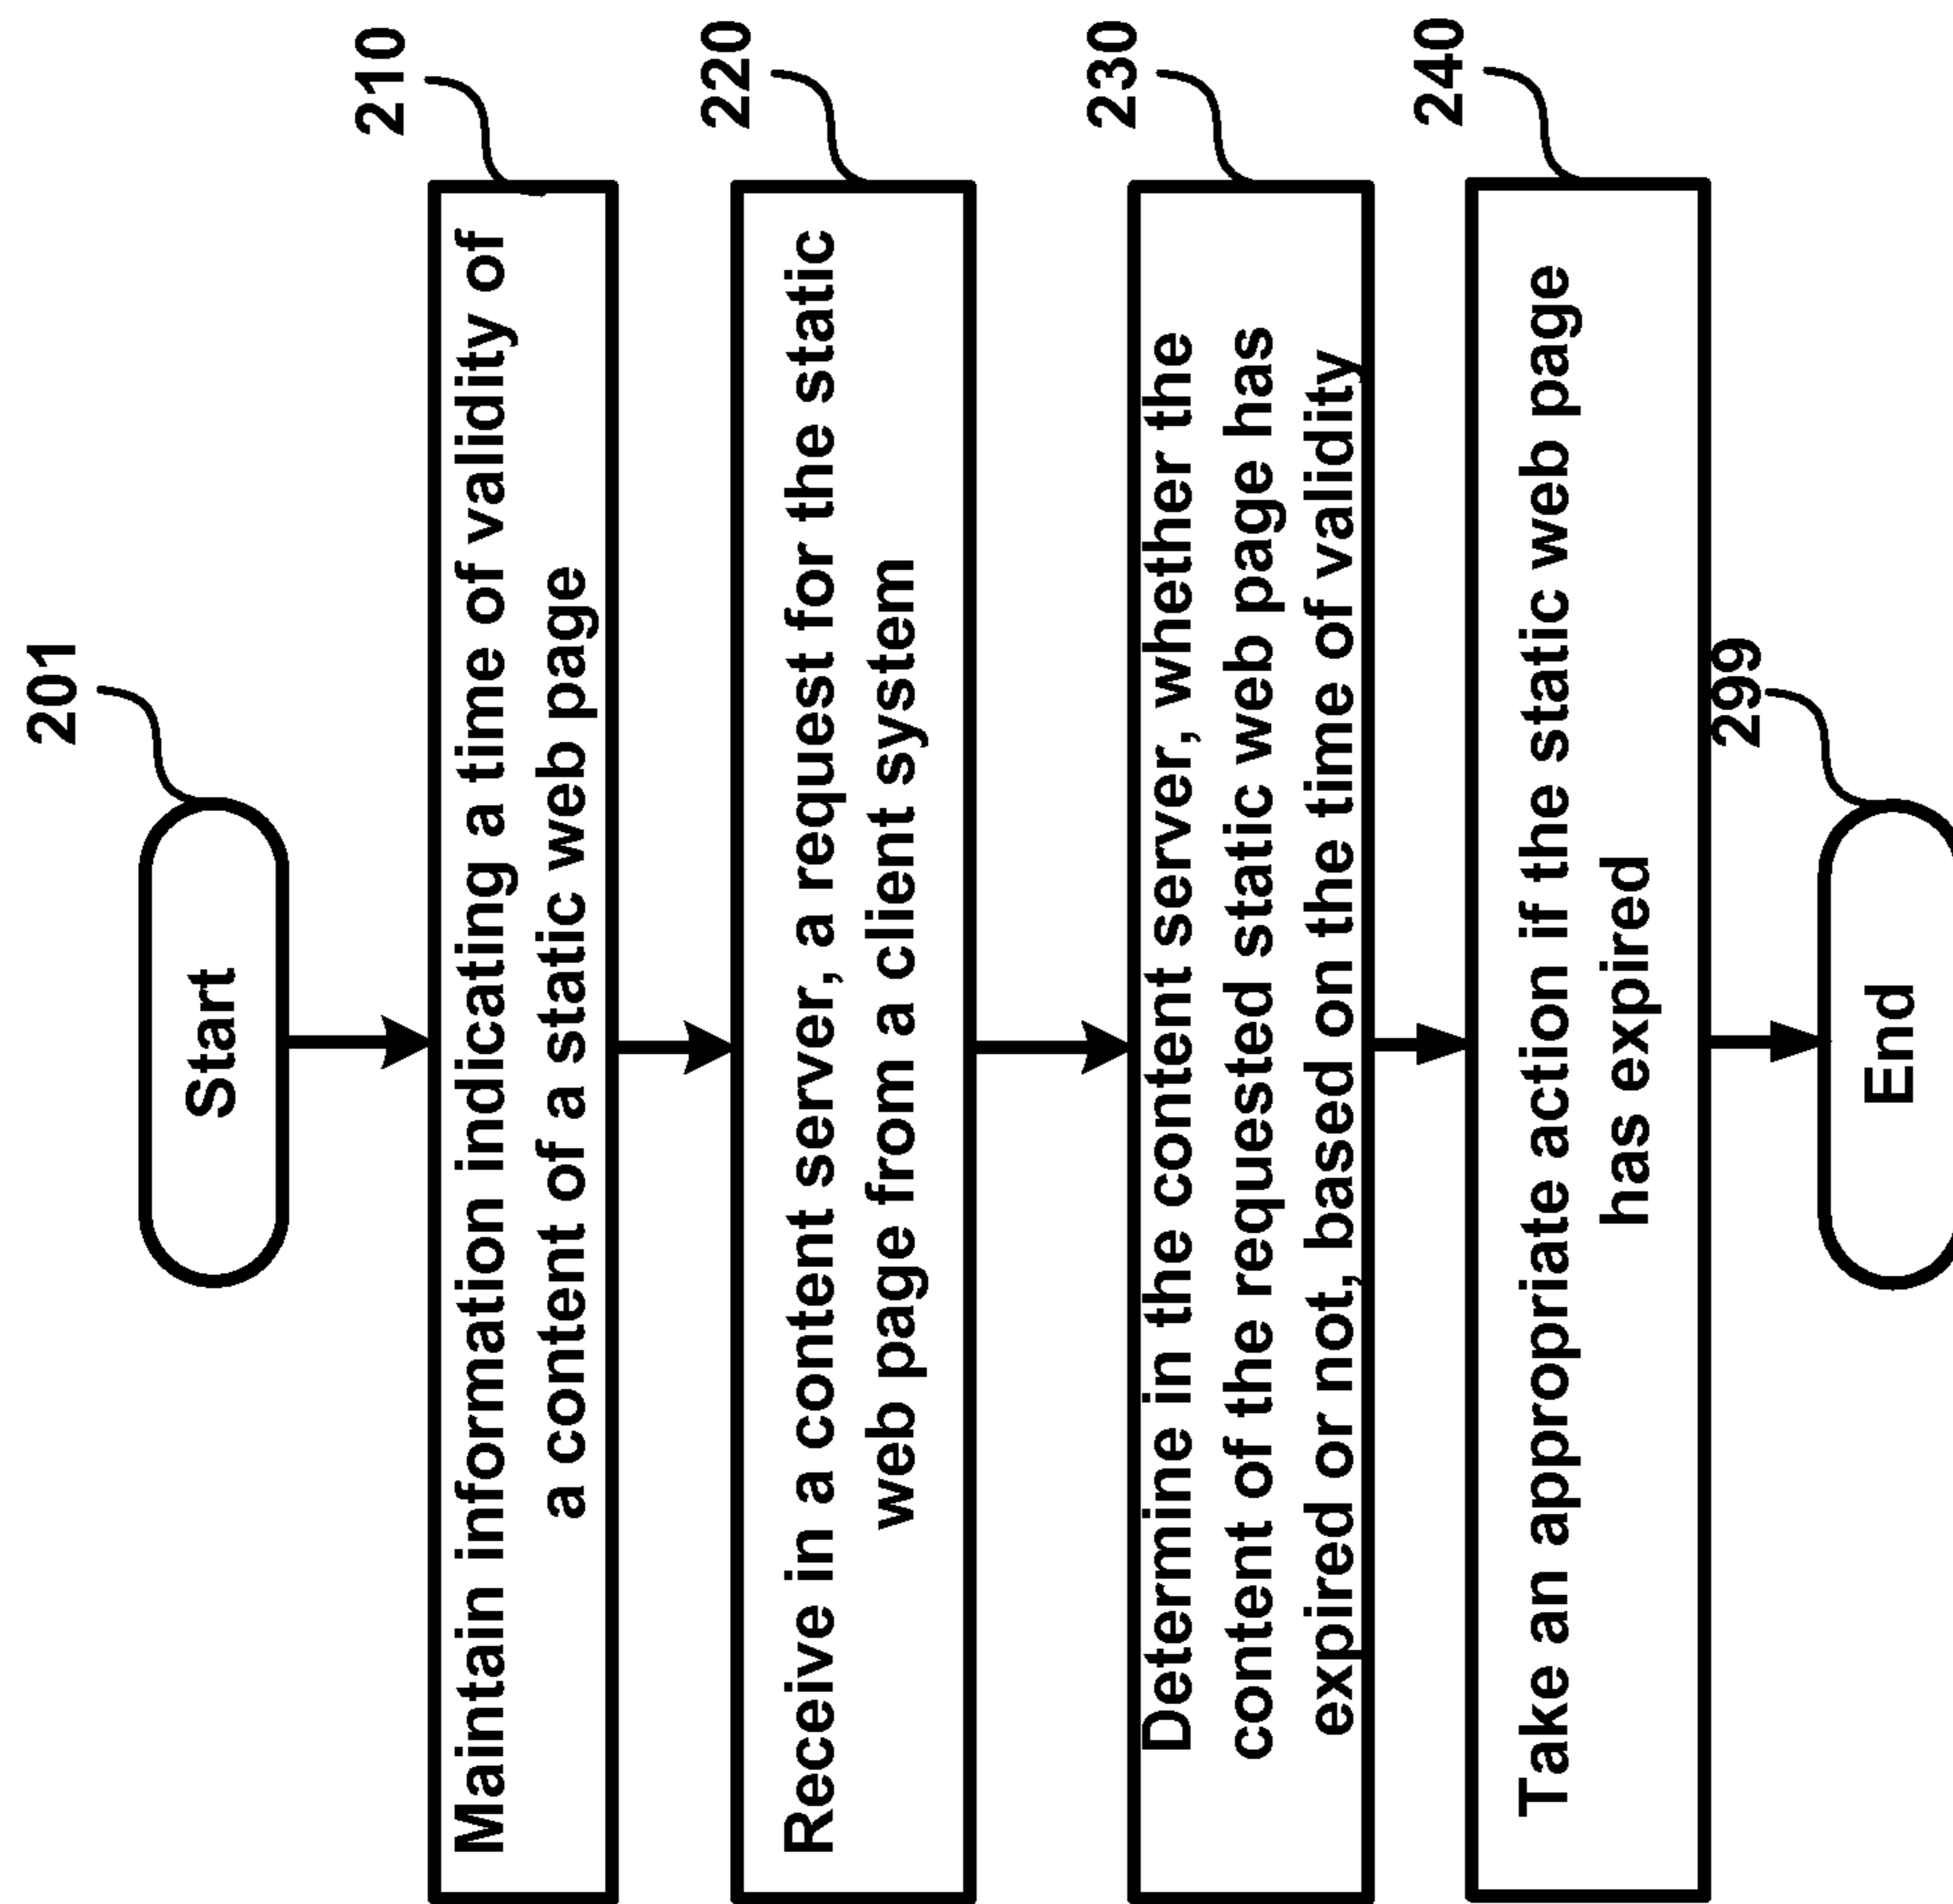 201
Start
210
Maintain information indicating a time of validity of
a content of a static web page
220
Receive in a content server, a request for the static
web page from a client system
230
Determine in the content server, whether the
content of the requested static web page has
expired or not, based on the time of validity
240
Take an appropriate action if the static web page
has expired
299
End